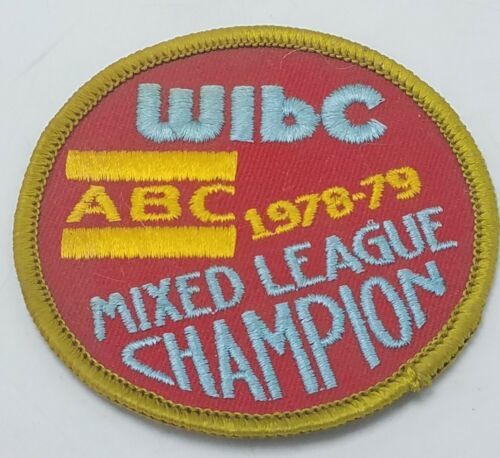 WIbC
ABC 1978-79
MIXED LEAGUE
CHAMPION